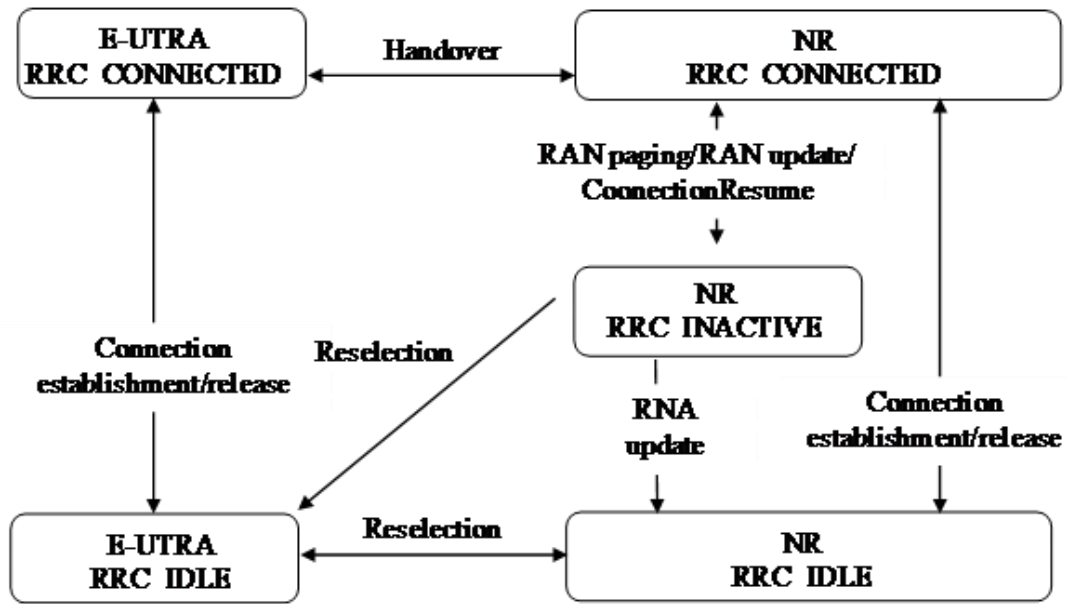 E-UTRA
RRC CONNECTED
Handover
NR
RRC CONNECTED
RAN paging/RAN update/
CoonectionResume
NR
RRC INACTIVE
Connection
establishment/release
Reselection
RNA
update
Connection
establishment/release
E-UTRA
RRC IDLE
Reselection
NR
RRC IDLE